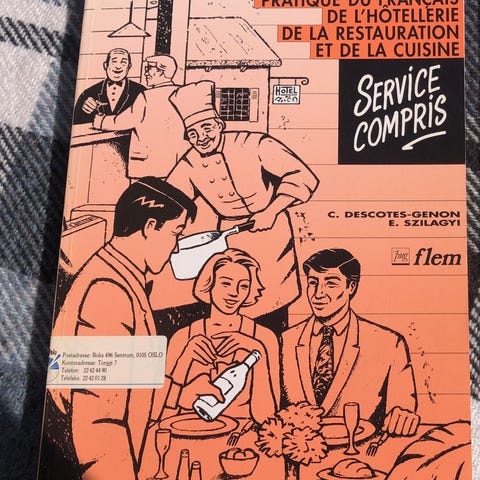 PRATIQUE DU FRANÇAIS
DE L'HÔTELLERIE
DE LA RESTAURATION
ET DE LA CUISINE
HOTEL
SERVICE
COMPRIS
C. DESCOTES-GENON
E. SZILAGYI
pug flem
Postadresse: Boks 496 Sentrum, 0105 OSLO
Kontoradresse: Torggt 7
Telefon: 22 42 44 90
Telefaks: 22 42 01 28